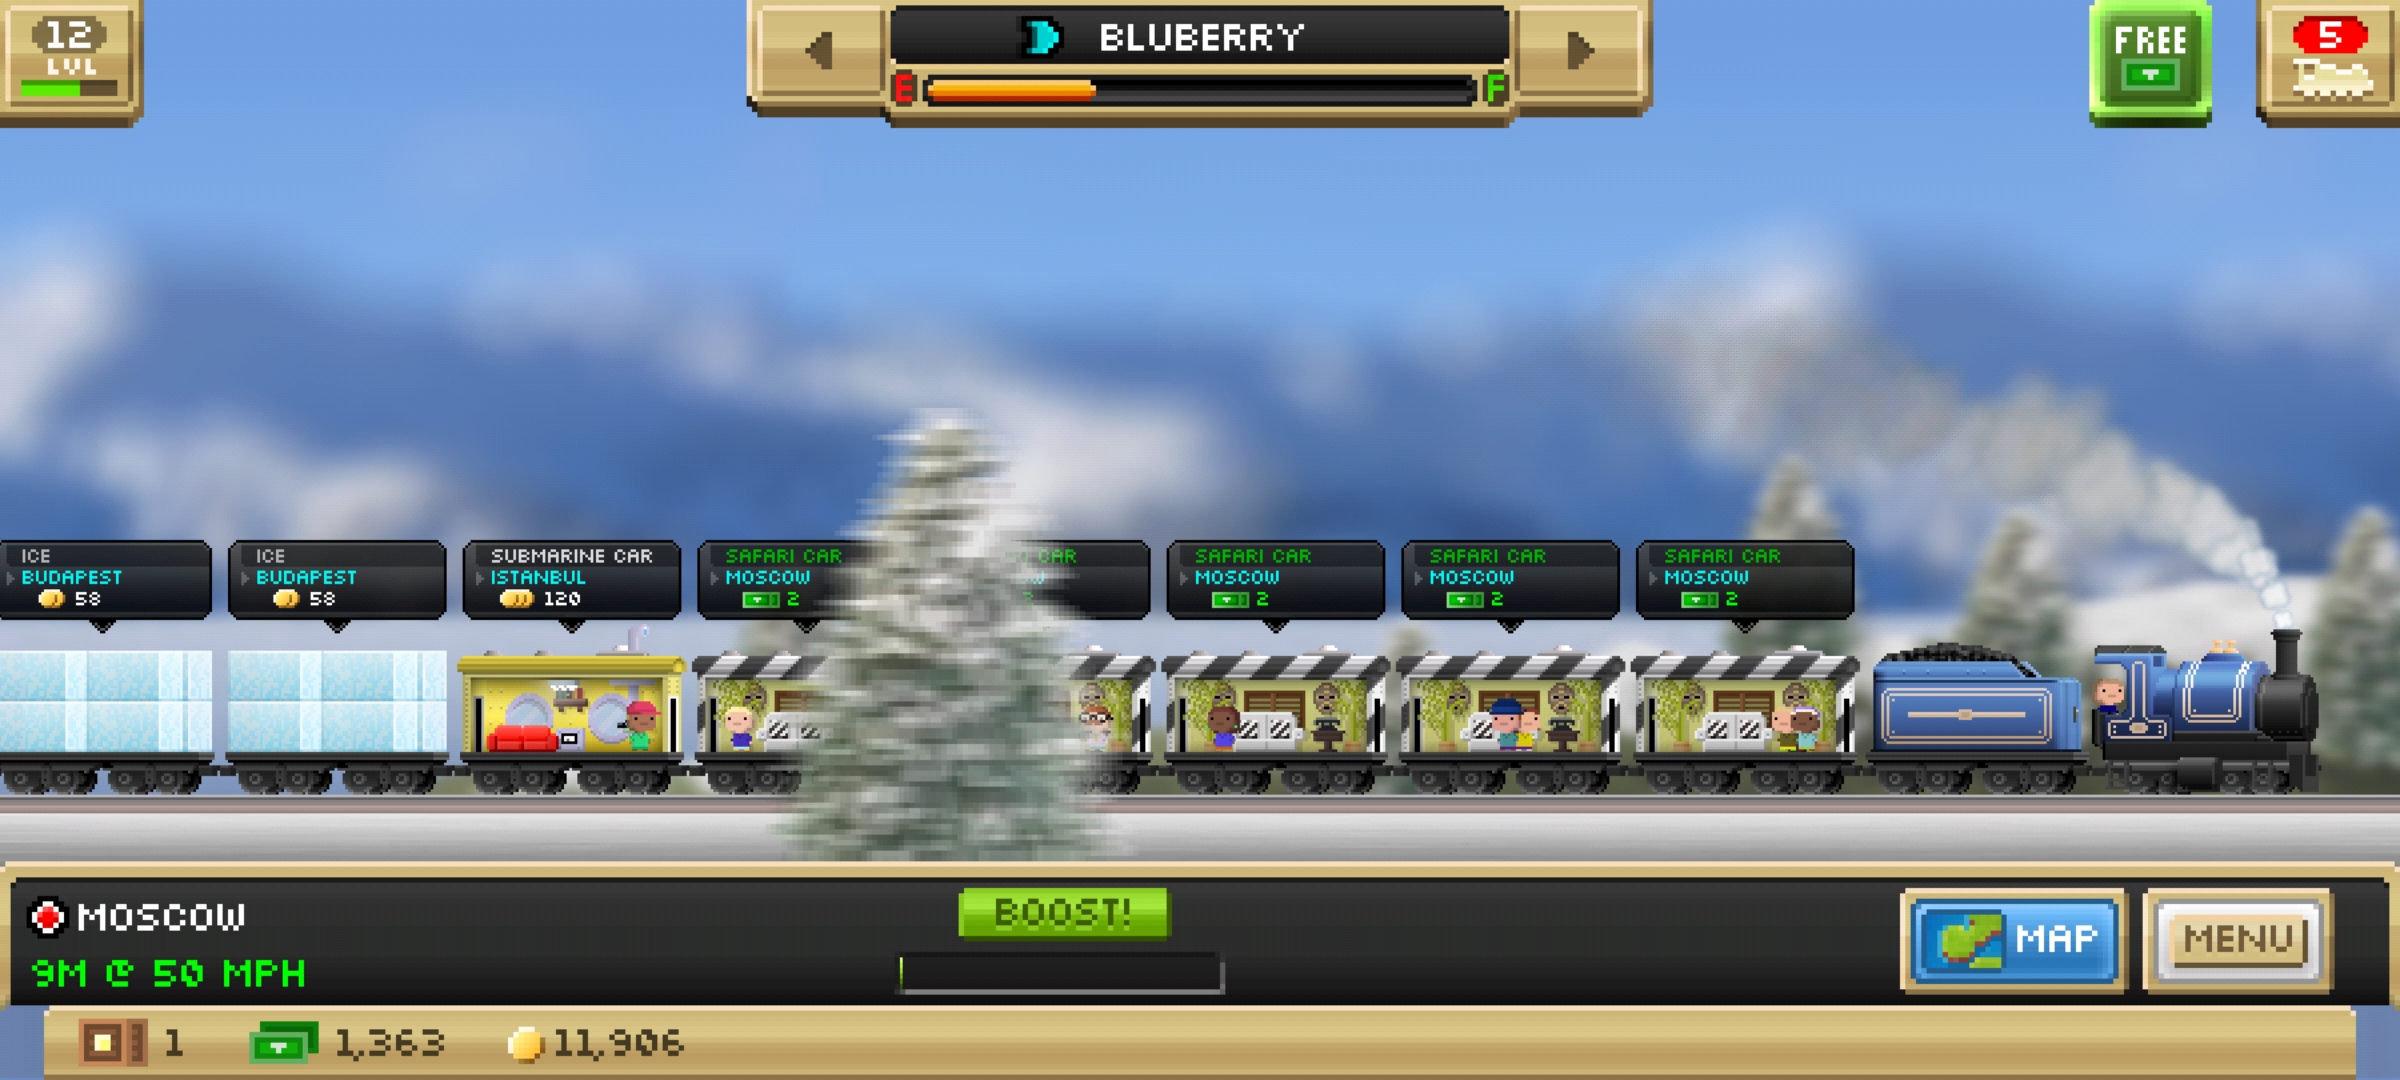 12
LVL
BLUBERRY
E F
FREE
5
ICE
BUDAPEST
58
ICE
BUDAPEST
58
SUBMARINE CAR
ISTANBUL
120
SAFARI CAR
MOSCOW
2
CAR
SAFARI CAR
MOSCOW
2
SAFARI CAR
MOSCOW
2
SAFARI CAR
MOSCOW
2
MOSCOW
9M @ 50 MPH
BOOST!
MAP
MENU
1
1,363
11,906